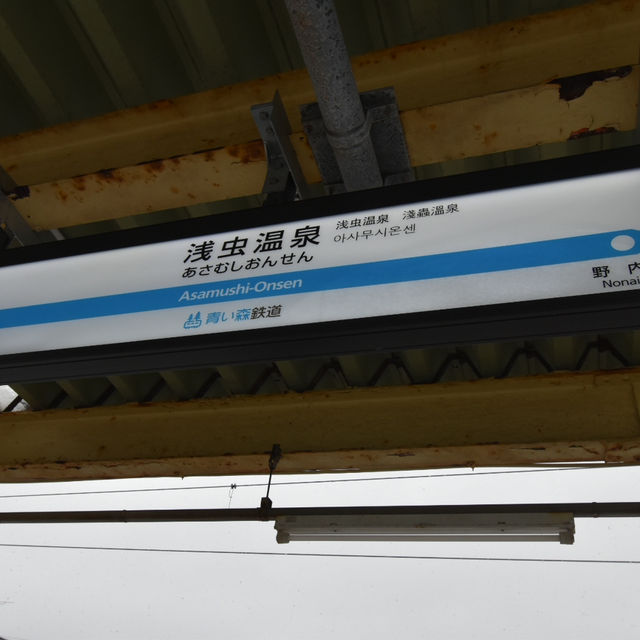 浅虫温泉 浅虫温泉 淺蟲溫泉
あさむしおんせん 아사무시온센
Asamushi-Onsen
青い森鉄道
野内
Nonai